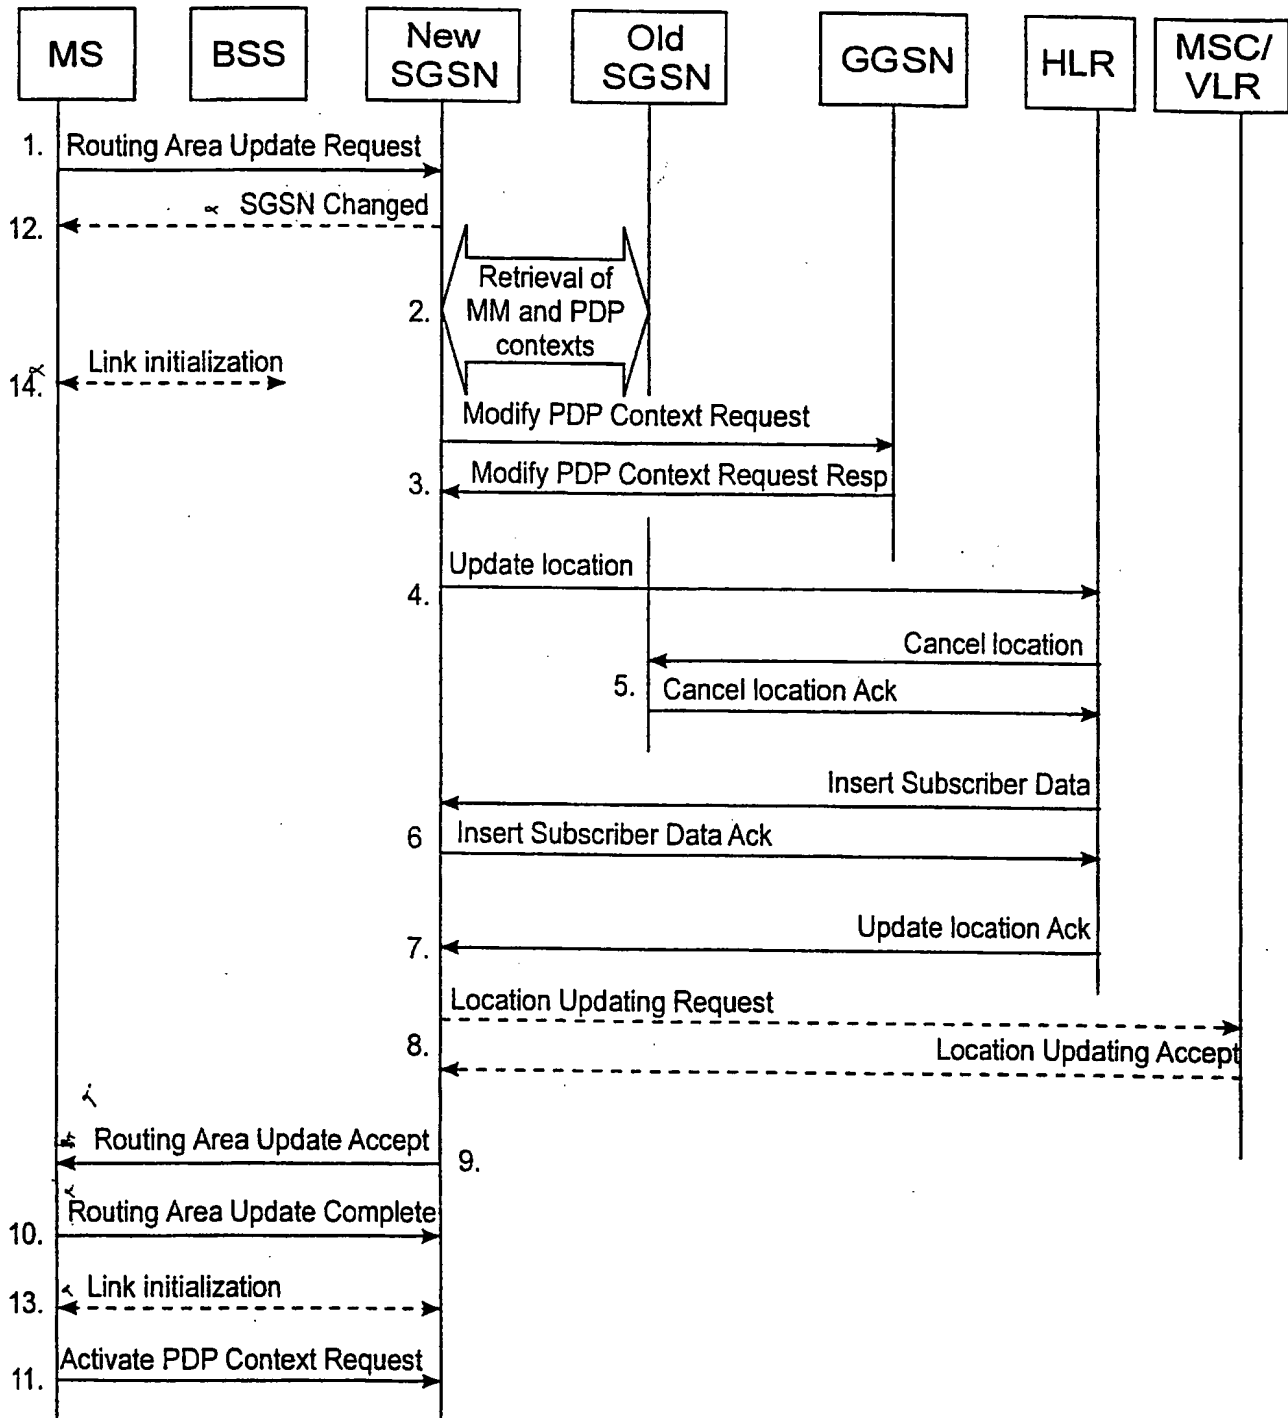 MS
BSS
New
SGSN
Old
SGSN
GGSN
HLR
MSC/
VLR
1. Routing Area Update Request
SGSN Changed
12.
Retrieval of
2. MM and PDP
contexts
Link initialization
14.
Modify PDP Context Request
Modify PDP Context Request Resp
3.
Update location
4.
Cancel location
5. Cancel location Ack
Insert Subscriber Data
6 Insert Subscriber Data Ack
Update location Ack
7.
Location Updating Request
8.
Location Updating Accept
Routing Area Update Accept
9.
Routing Area Update Complete
10.
Link initialization
13.
Activate PDP Context Request
11.